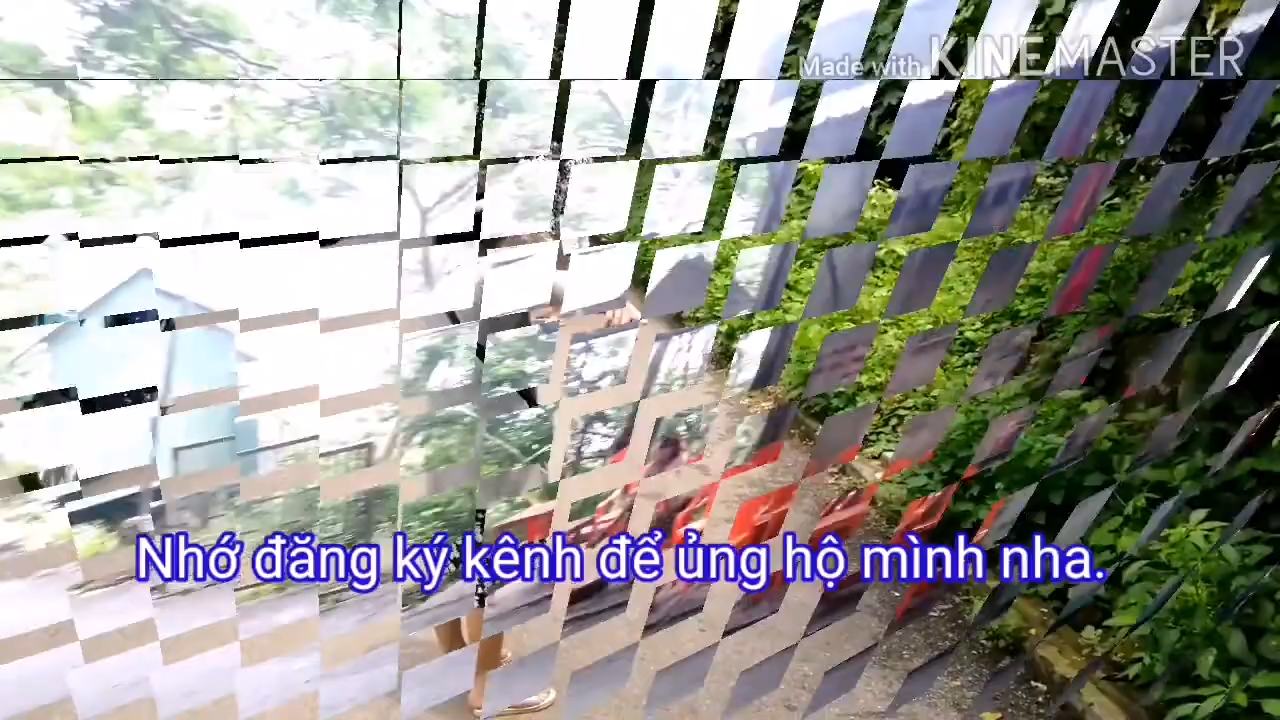 Made with KINEMASTER
Nhớ đăng ký kênh để ủng hộ mình nha.